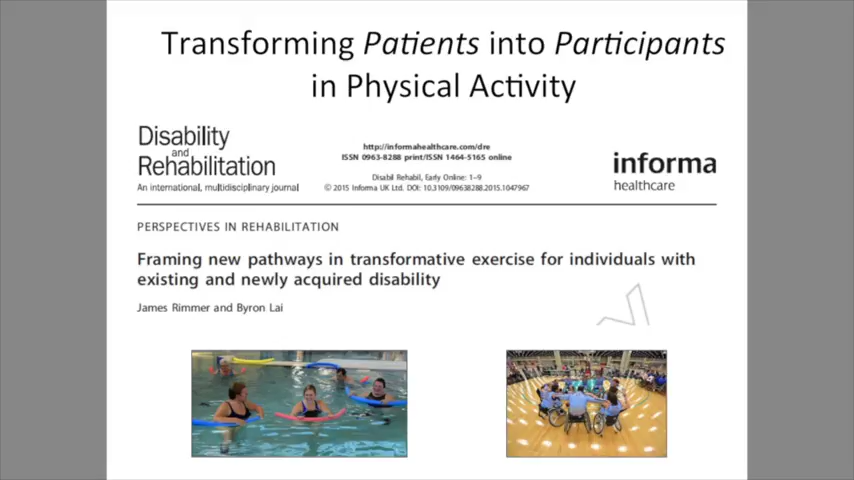 Transforming Patients into Participants
in Physical Activity
Disability
and
Rehabilitation
An international, multidisciplinary journal
http://informahealthcare.com/dre
ISSN 0963-8288 print/ISSN 1464-5165 online
Disabil Rehabil, Early Online: 1–9
© 2015 Informa UK Ltd. DOI: 10.3109/09638288.2015.1047967
informa
healthcare
PERSPECTIVES IN REHABILITATION
Framing new pathways in transformative exercise for individuals with
existing and newly acquired disability
James Rimmer and Byron Lai